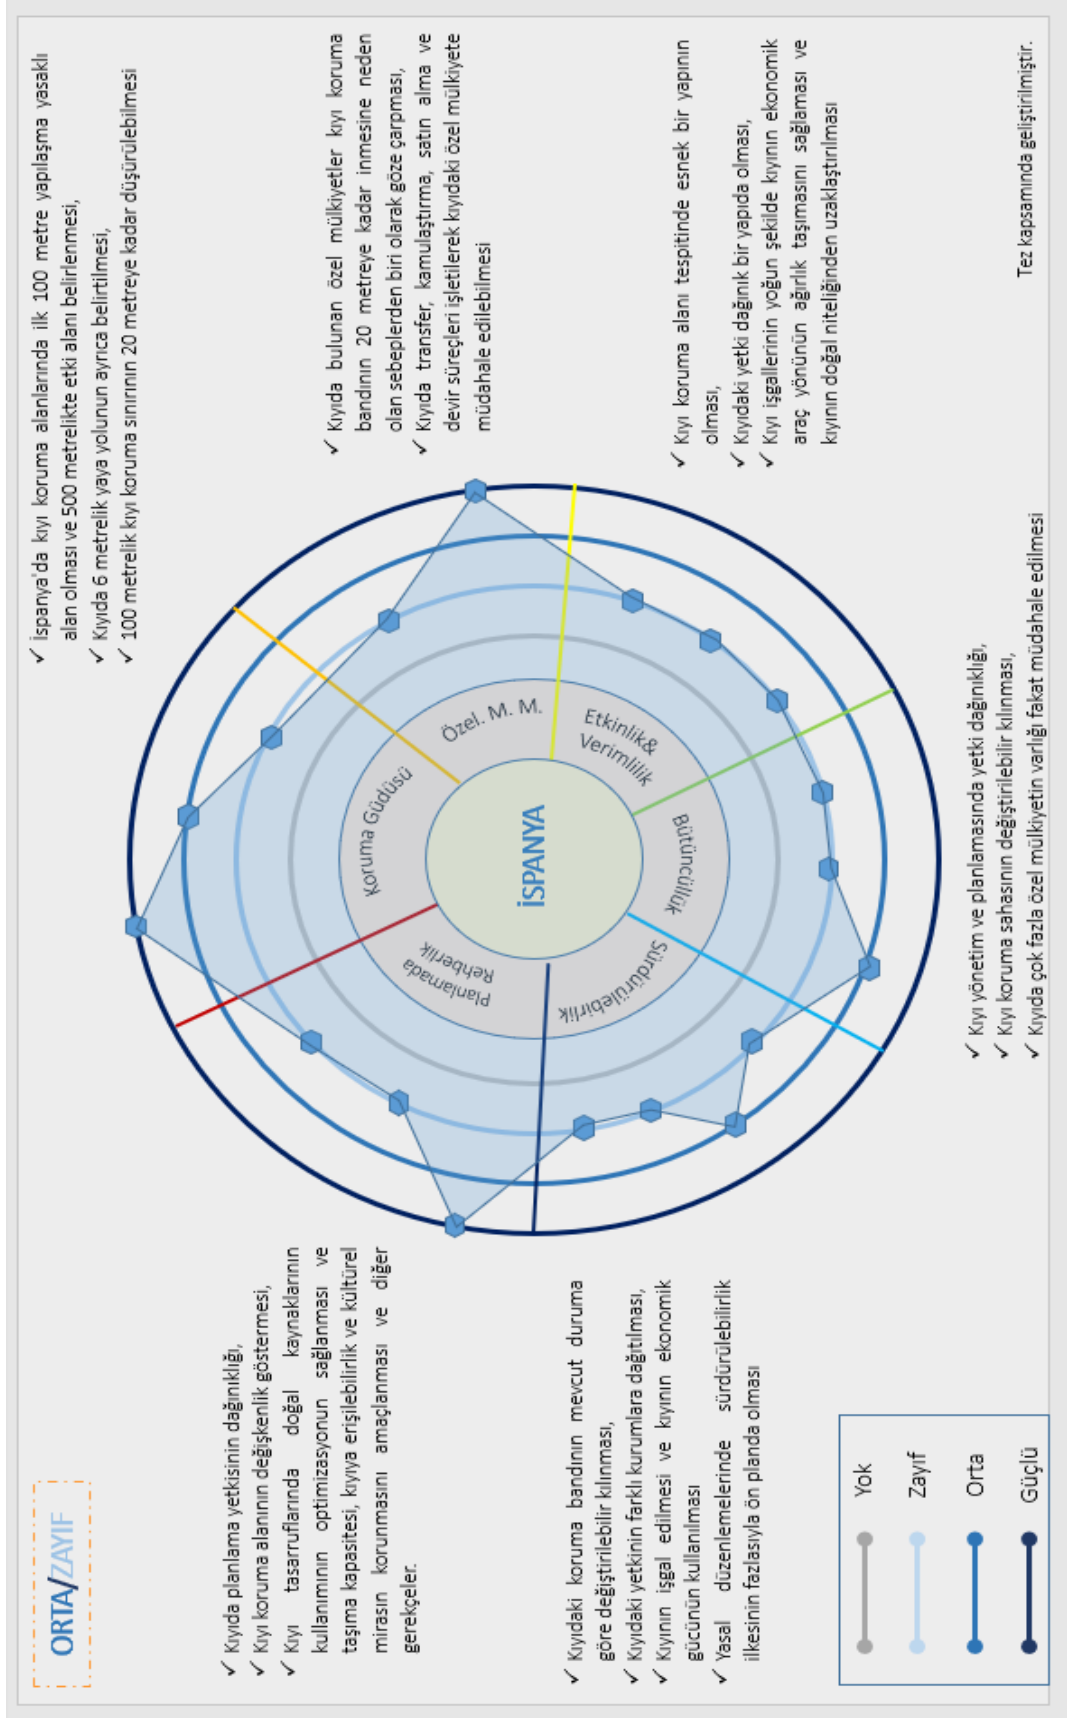 ORTA/ZAYIF
✓ İspanya'da kıyı koruma alanlarında ilk 100 metre yapılaşma yasaklı
alan olması ve 500 metrelikte etki alanı belirlenmesi,
✓ Kıyıda 6 metrelik yaya yolunun ayrıca belirtilmesi,
✓ 100 metrelik kıyı koruma sınırının 20 metreye kadar düşürülebilmesi
✓ Kıyıda planlama yetkisinin dağınıklığı,
✓ Kıyı koruma alanının değişkenlik göstermesi,
✓ Kıyı tasarruflarında doğal kaynaklarının
kullanımının optimizasyonun sağlanması ve
taşıma kapasitesi, kıyıya erişilebilirlik ve kültürel
mirasın korunmasını amaçlanması ve diğer
gerekçeler.
✓ Kıyıda bulunan özel mülkiyetler kıyı koruma
bandının 20 metreye kadar inmesine neden
olan sebeplerden biri olarak göze çarpması,
✓ Kıyıda transfer, kamulaştırma, satın alma ve
devir süreçleri işletilerek kıyıdaki özel mülkiyete
müdahale edilebilmesi
Planlamada
Rehberlik
Koruma Güdüsü
Özel. M. M.
İSPANYA
Sürdürülebirlik
Bütüncüllük
Etkinlik&
Verimlilik
✓ Kıyıdaki koruma bandının mevcut duruma
göre değiştirilebilir kılınması,
✓ Kıyıdaki yetkinin farklı kurumlara dağıtılması,
✓ Kıyının işgal edilmesi ve kıyının ekonomik
gücünün kullanılması
✓ Yasal düzenlemelerinde sürdürülebilirlik
ilkesinin fazlasıyla ön planda olması
✓ Kıyı koruma alanı tespitinde esnek bir yapının
olması,
✓ Kıyıdaki yetki dağınık bir yapıda olması,
✓ Kıyı işgallerinin yoğun şekilde kıyının ekonomik
araç yönünün ağırlık taşımasını sağlaması ve
kıyının doğal niteliğinden uzaklaştırılması
Yok
Zayıf
Orta
Güçlü
✓ Kıyı yönetim ve planlamasında yetki dağınıklığı,
✓ Kıyı koruma sahasının değiştirilebilir kılınması,
✓ Kıyıda çok fazla özel mülkiyetin varlığı fakat müdahale edilmesi
Tez kapsamında geliştirilmiştir.